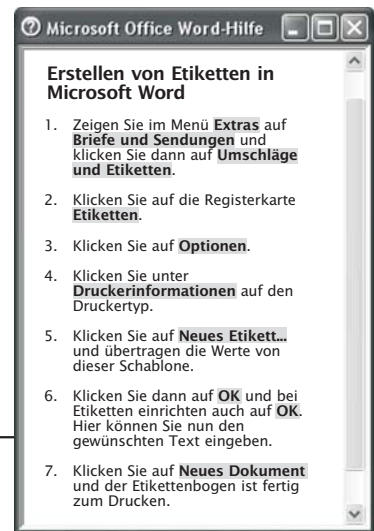 Microsoft Office Word-Hilfe
Erstellen von Etiketten in
Microsoft Word
1. Zeigen Sie im Menü Extras auf
Briefe und Sendungen und
klicken Sie dann auf Umschläge
und Etiketten.
2. Klicken Sie auf die Registerkarte
Etiketten.
3. Klicken Sie auf Optionen.
4. Klicken Sie unter
Druckerinformationen auf den
Druckertyp.
5. Klicken Sie auf Neues Etikett...
und übertragen die Werte von
dieser Schablone.
6. Klicken Sie dann auf OK und bei
Etiketten einrichten auch auf OK.
Hier können Sie nun den
gewünschten Text eingeben.
7. Klicken Sie auf Neues Dokument
und der Etikettenbogen ist fertig
zum Drucken.